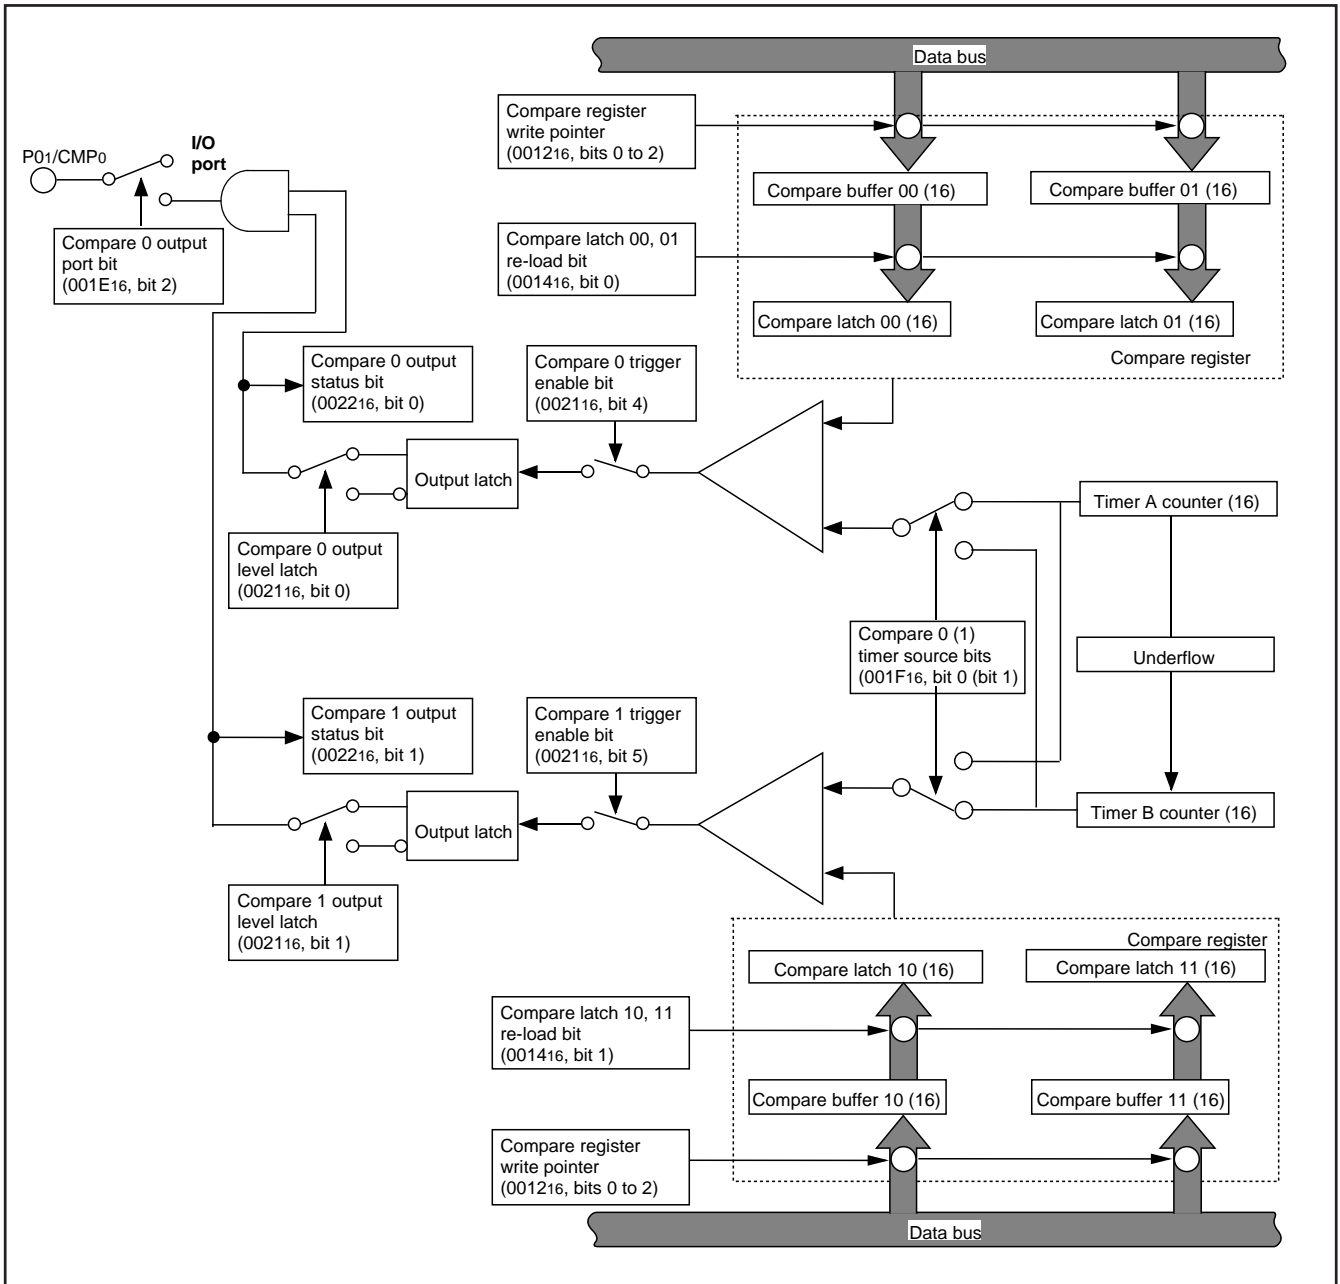 Data bus
Compare register
write pointer
(001216, bits 0 to 2)
P01/CMP0
I/O
port
Compare buffer 00 (16)
Compare buffer 01 (16)
Compare 0 output
port bit
(001E16, bit 2)
Compare latch 00, 01
re-load bit
(001416, bit 0)
Compare latch 00 (16)
Compare latch 01 (16)
Compare register
Compare 0 output
status bit
(002216, bit 0)
Compare 0 trigger
enable bit
(002116, bit 4)
Output latch
Timer A counter (16)
Compare 0 output
level latch
(002116, bit 0)
Compare 0 (1)
timer source bits
(001F16, bit 0 (bit 1)
Underflow
Compare 1 output
status bit
(002216, bit 1)
Compare 1 trigger
enable bit
(002116, bit 5)
Output latch
Timer B counter (16)
Compare 1 output
level latch
(002116, bit 1)
Compare register
Compare latch 10 (16)
Compare latch 11 (16)
Compare latch 10, 11
re-load bit
(001416, bit 1)
Compare buffer 10 (16)
Compare buffer 11 (16)
Compare register
write pointer
(001216, bits 0 to 2)
Data bus